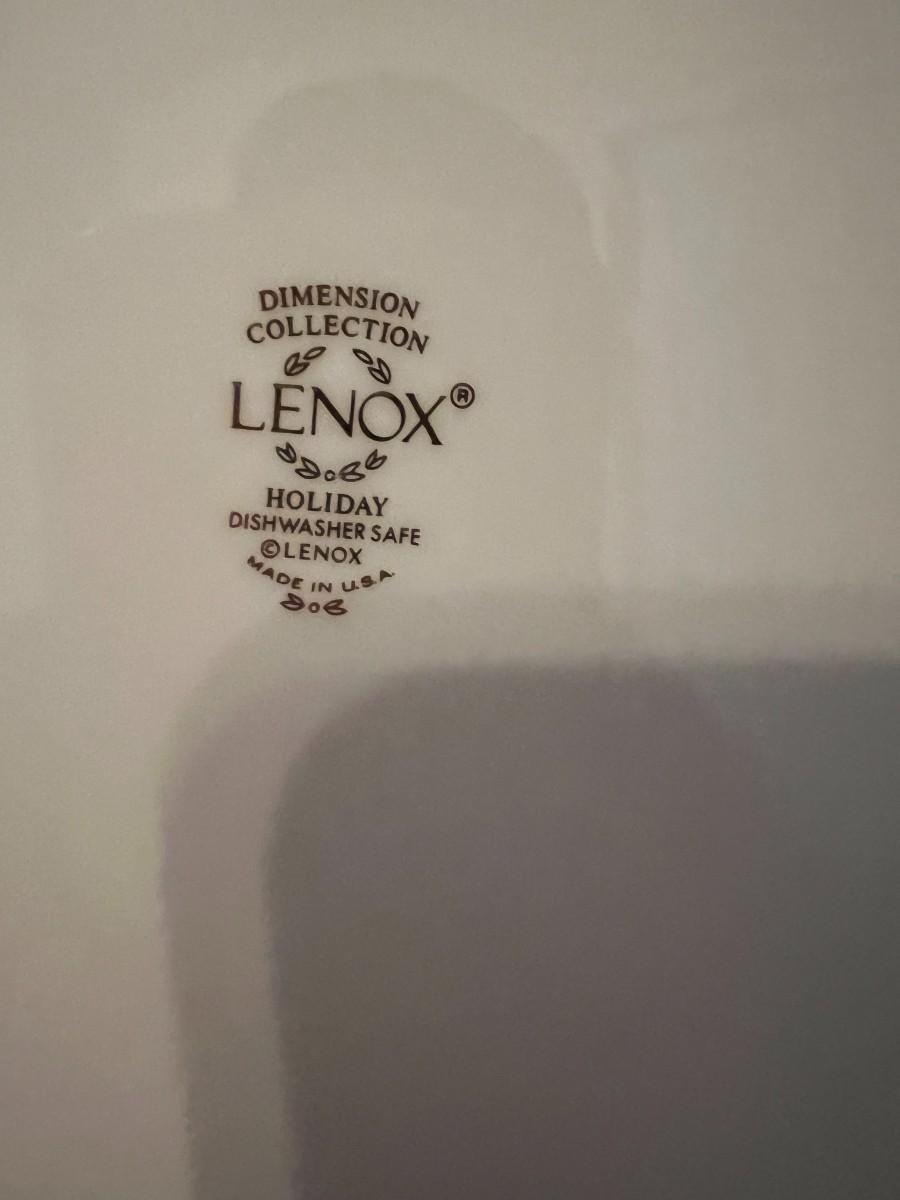 DIMENSION
COLLECTION
LENOX®
HOLIDAY
DISHWASHER SAFE
©LENOX
MADE IN U.S.A.